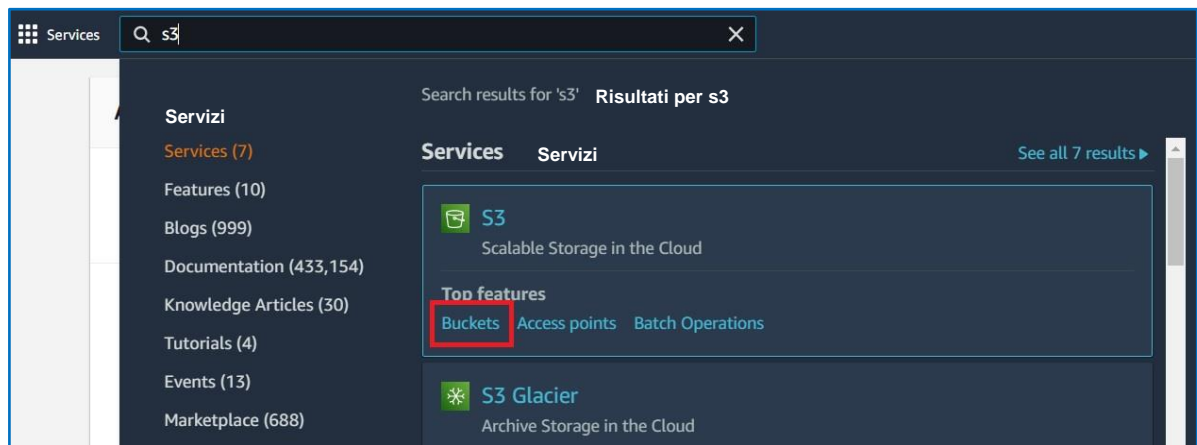 Services
s3
Servizi
Services (7)
Features (10)
Blogs (999)
Documentation (433,154)
Knowledge Articles (30)
Tutorials (4)
Events (13)
Marketplace (688)
Search results for 's3' Risultati per s3
Services Servizi
See all 7 results
S3
Scalable Storage in the Cloud
Top features
Buckets Access points Batch Operations
S3 Glacier
Archive Storage in the Cloud